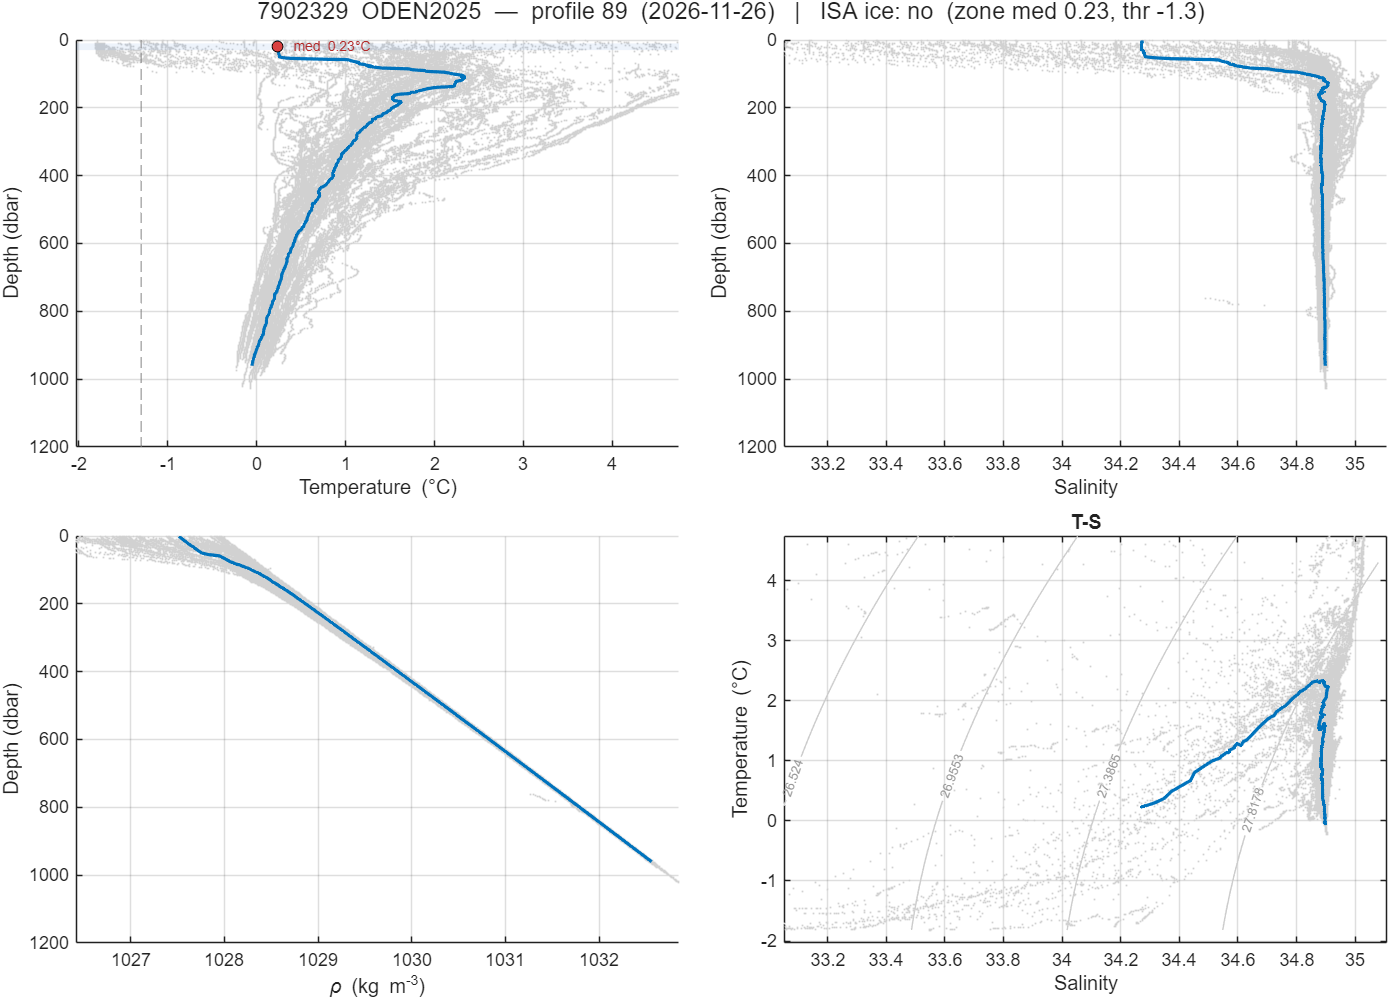 7902329 ODEN2025 — profile 89 (2026-11-26) | ISA ice: no (zone med 0.23, thr -1.3)
med 0.23°C
0
200
400
600
800
1000
1200
-2 -1 0 1 2 3 4
Depth (dbar)
Temperature (°C)
0
200
400
600
800
1000
1200
33.2 33.4 33.6 33.8 34 34.2 34.4 34.6 34.8 35
Depth (dbar)
Salinity
0
200
400
600
800
1000
1200
1027 1028 1029 1030 1031 1032
Depth (dbar)
ρ (kg m-3)
T-S
4
3
2
1
0
-1
-2
33.2 33.4 33.6 33.8 34 34.2 34.4 34.6 34.8 35
Temperature (°C)
Salinity
26.524
26.9553
27.3865
27.8178